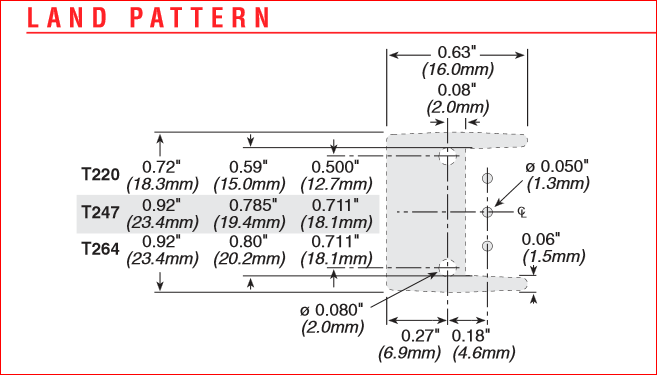 LAND PATTERN
0.63"
(16.0mm)
0.08"
(2.0mm)
T220 0.72" 0.59" 0.500"
(18.3mm) (15.0mm) (12.7mm)
ø 0.050"
(1.3mm)
T247 0.92" 0.785" 0.711"
(23.4mm) (19.4mm) (18.1mm)
℄
T264 0.92" 0.80" 0.711"
(23.4mm) (20.2mm) (18.1mm)
0.06"
(1.5mm)
ø 0.080"
(2.0mm)
0.27" 0.18"
(6.9mm) (4.6mm)